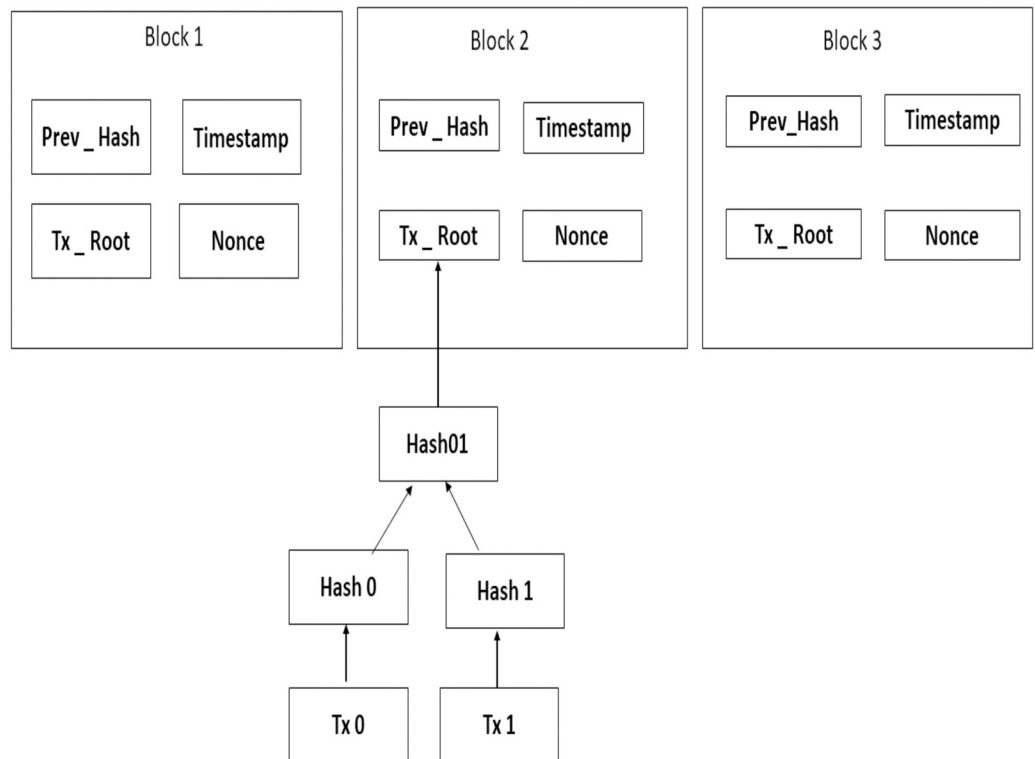 Block 1
Prev _ Hash
Timestamp
Tx _ Root
Nonce
Block 2
Prev _ Hash
Timestamp
Tx _ Root
Nonce
Block 3
Prev_Hash
Timestamp
Tx _ Root
Nonce
Hash01
Hash 0
Hash 1
Tx 0
Tx 1